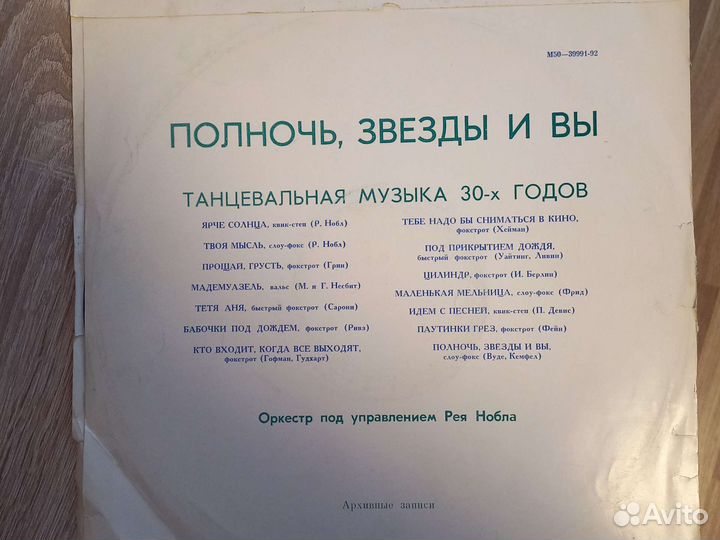 М50—39991-92
ПОЛНОЧЬ, ЗВЕЗДЫ И ВЫ
ТАНЦЕВАЛЬНАЯ МУЗЫКА 30-х ГОДОВ
ЯРЧЕ СОЛНЦА, квик-степ (Р. Нобл)
ТВОЯ МЫСЛЬ, слоу-фокс (Р. Нобл)
ПРОЩАЙ, ГРУСТЬ, фокстрот (Грин)
МАДЕМУАЗЕЛЬ, вальс (М. и Г. Несбит)
ТЕТЯ АНЯ, быстрый фокстрот (Сарони)
БАБОЧКИ ПОД ДОЖДЕМ, фокстрот (Ривз)
КТО ВХОДИТ, КОГДА ВСЕ ВЫХОДЯТ,
фокстрот (Гофман, Гудхарт)
ТЕБЕ НАДО БЫ СНИМАТЬСЯ В КИНО,
фокстрот (Хейман)
ПОД ПРИКРЫТИЕМ ДОЖДЯ,
быстрый фокстрот (Уайтинг, Ливин)
ЦИЛИНДР, фокстрот (И. Берлин)
МАЛЕНЬКАЯ МЕЛЬНИЦА, слоу-фокс (Фрид)
ИДЕМ С ПЕСНЕЙ, квик-степ (П. Девис)
ПАУТИНКИ ГРЕЗ, фокстрот (Фейн)
ПОЛНОЧЬ, ЗВЕЗДЫ И ВЫ,
слоу-фокс (Вудс, Кемфел)
Оркестр под управлением Рея Нобла
Архивные записи
Avito